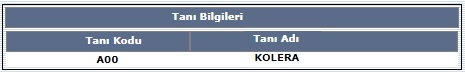 Tanı Bilgileri
Tanı Kodu Tanı Adı
A00 KOLERA